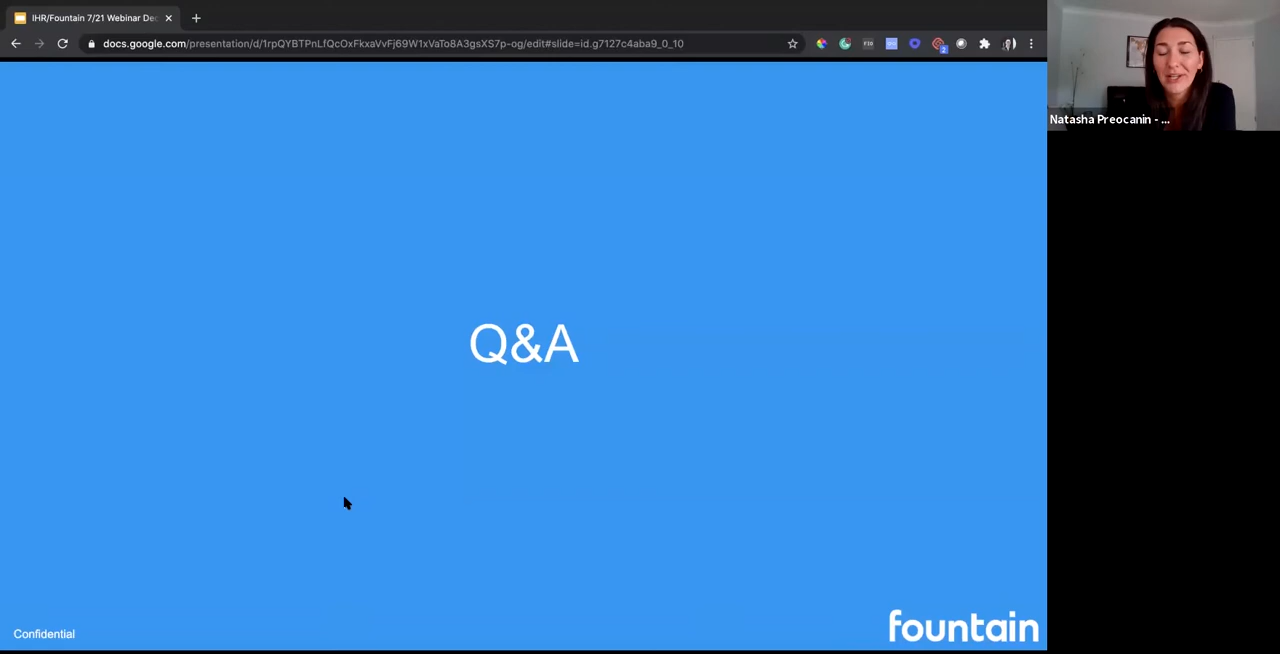 IHR/Fountain 7/21 Webinar De
docs.google.com/presentation/d/1rpQYBTPnLfQcOxFkxaVvFj69W1xVaTo8A3gsXS7p-og/edit#slide=id.g7127c4aba9_0_10
2
Natasha Preocanin - ...
Q&A
Confidential
fountain